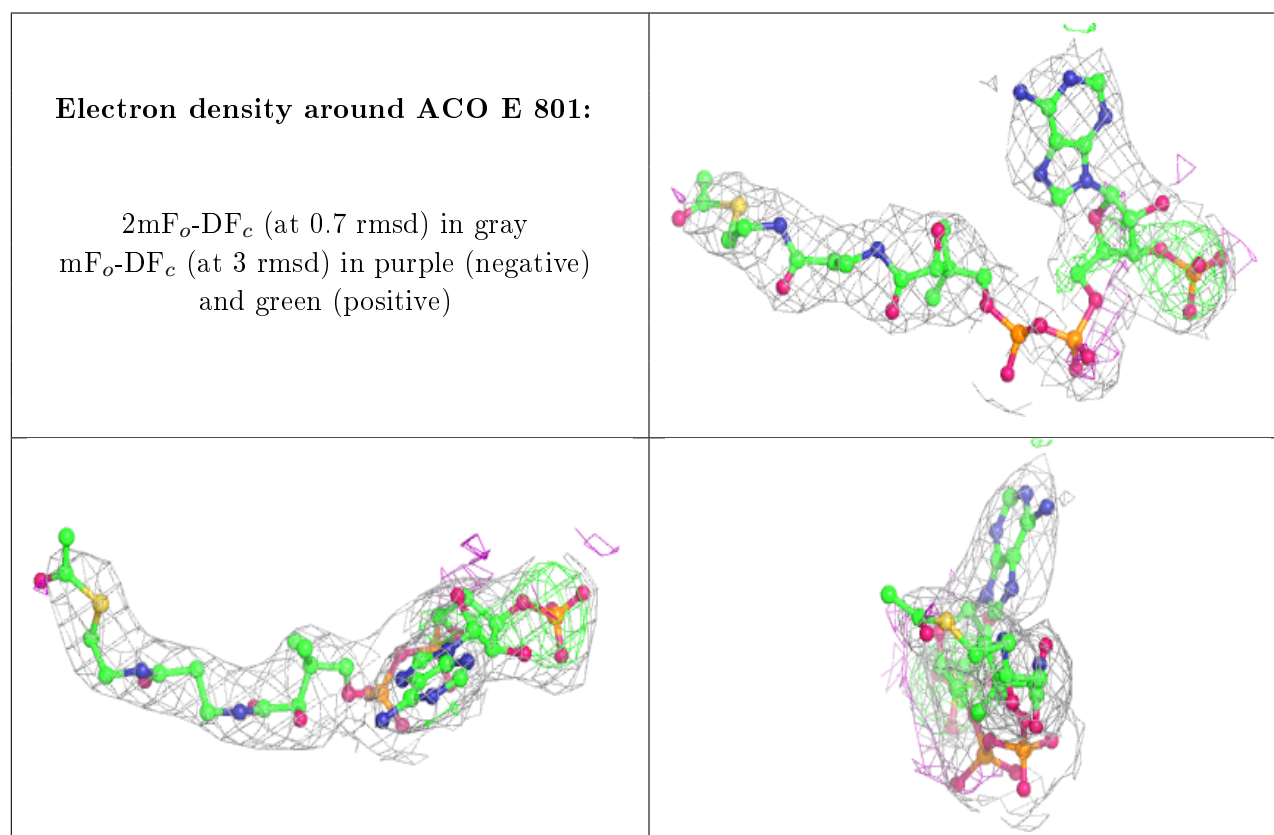 Electron density around ACO E 801:
2mFₒ-DF𝒸 (at 0.7 rmsd) in gray
mFₒ-DF𝒸 (at 3 rmsd) in purple (negative)
and green (positive)